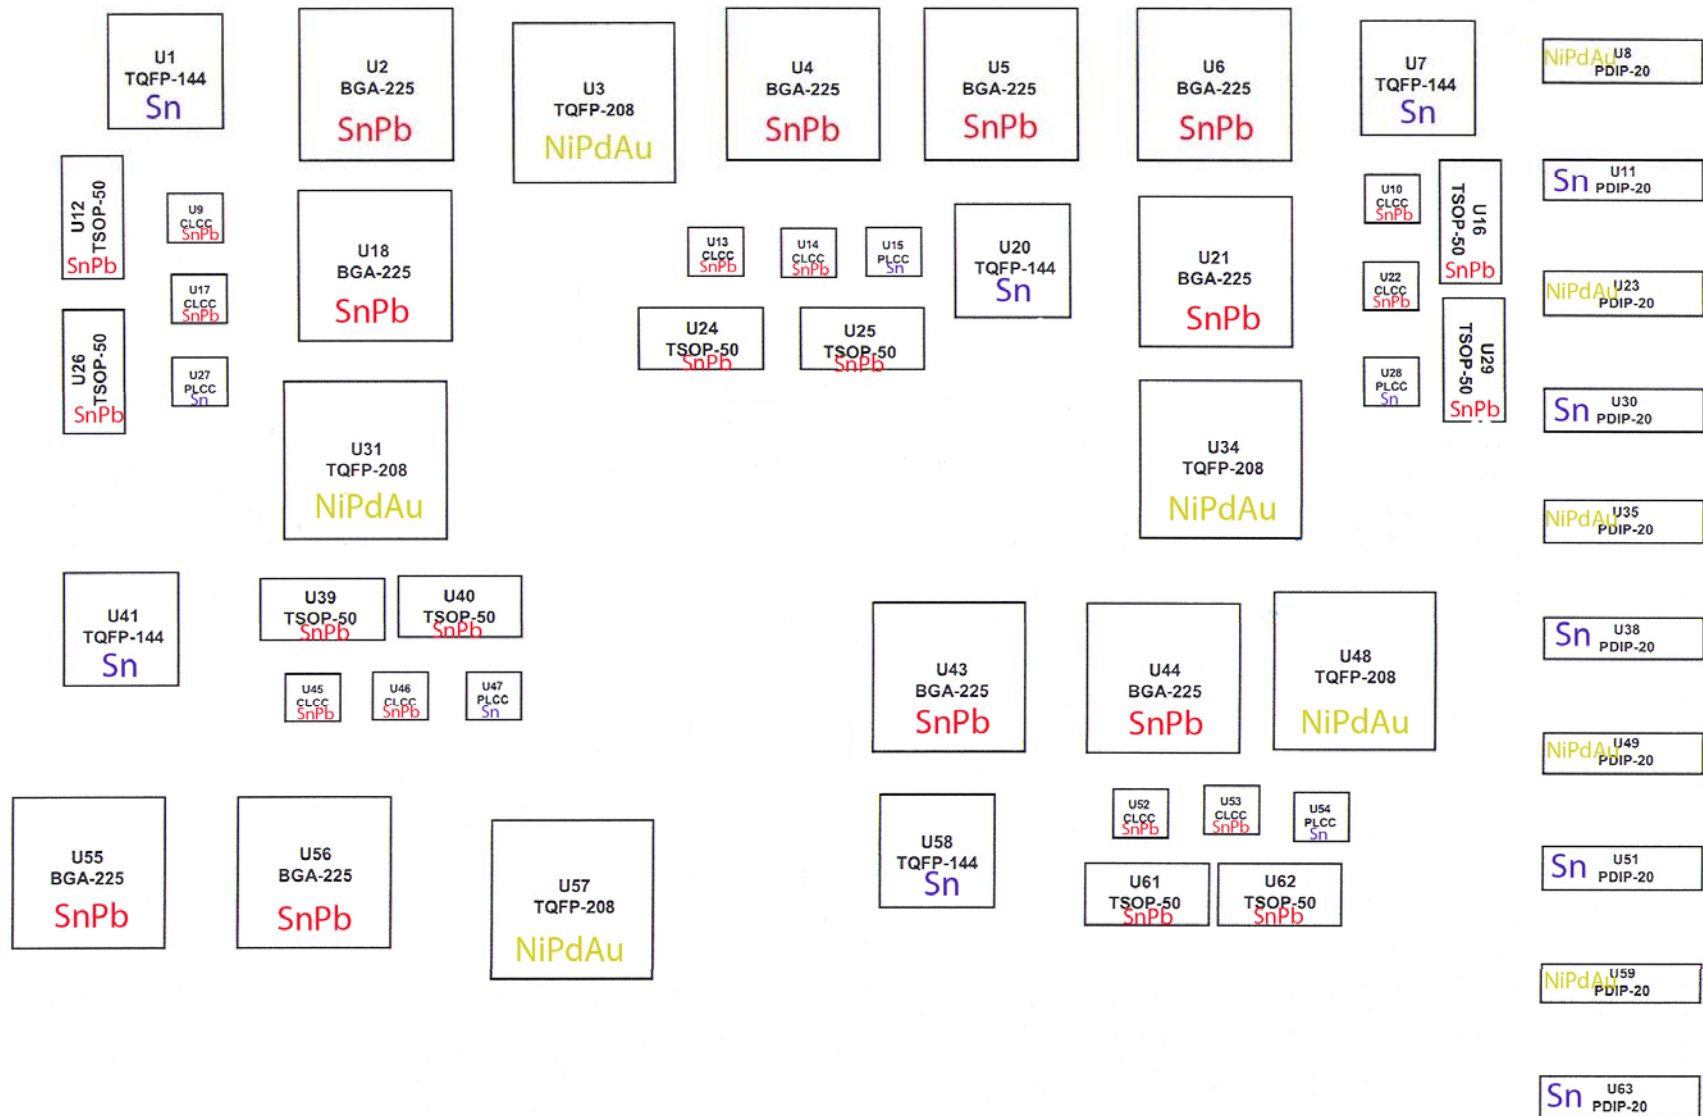 U1
TQFP-144
Sn
U2
BGA-225
SnPb
U3
TQFP-208
NiPdAu
U4
BGA-225
SnPb
U5
BGA-225
SnPb
U6
BGA-225
SnPb
U7
TQFP-144
Sn
NiPdAu U8
PDIP-20
U12
TSOP-50
SnPb
U9
CLCC
SnPb
U18
BGA-225
SnPb
U13
CLCC
SnPb
U14
CLCC
SnPb
U15
PLCC
Sn
U20
TQFP-144
Sn
U21
BGA-225
SnPb
U10
CLCC
SnPb
U16
TSOP-50
SnPb
Sn U11
PDIP-20
U17
CLCC
SnPb
U22
CLCC
SnPb
NiPdAu U23
PDIP-20
U26
TSOP-50
SnPb
U27
PLCC
Sn
U24
TSOP-50
SnPb
U25
TSOP-50
SnPb
U28
PLCC
Sn
U29
TSOP-50
SnPb
Sn U30
PDIP-20
U31
TQFP-208
NiPdAu
U34
TQFP-208
NiPdAu
NiPdAu U35
PDIP-20
U41
TQFP-144
Sn
U39
TSOP-50
SnPb
U40
TSOP-50
SnPb
U45
CLCC
SnPb
U46
CLCC
SnPb
U47
PLCC
Sn
U43
BGA-225
SnPb
U44
BGA-225
SnPb
U48
TQFP-208
NiPdAu
Sn U38
PDIP-20
NiPdAu U49
PDIP-20
U55
BGA-225
SnPb
U56
BGA-225
SnPb
U57
TQFP-208
NiPdAu
U58
TQFP-144
Sn
U52
CLCC
SnPb
U53
CLCC
SnPb
U54
PLCC
Sn
U61
TSOP-50
SnPb
U62
TSOP-50
SnPb
Sn U51
PDIP-20
NiPdAu U59
PDIP-20
Sn U63
PDIP-20